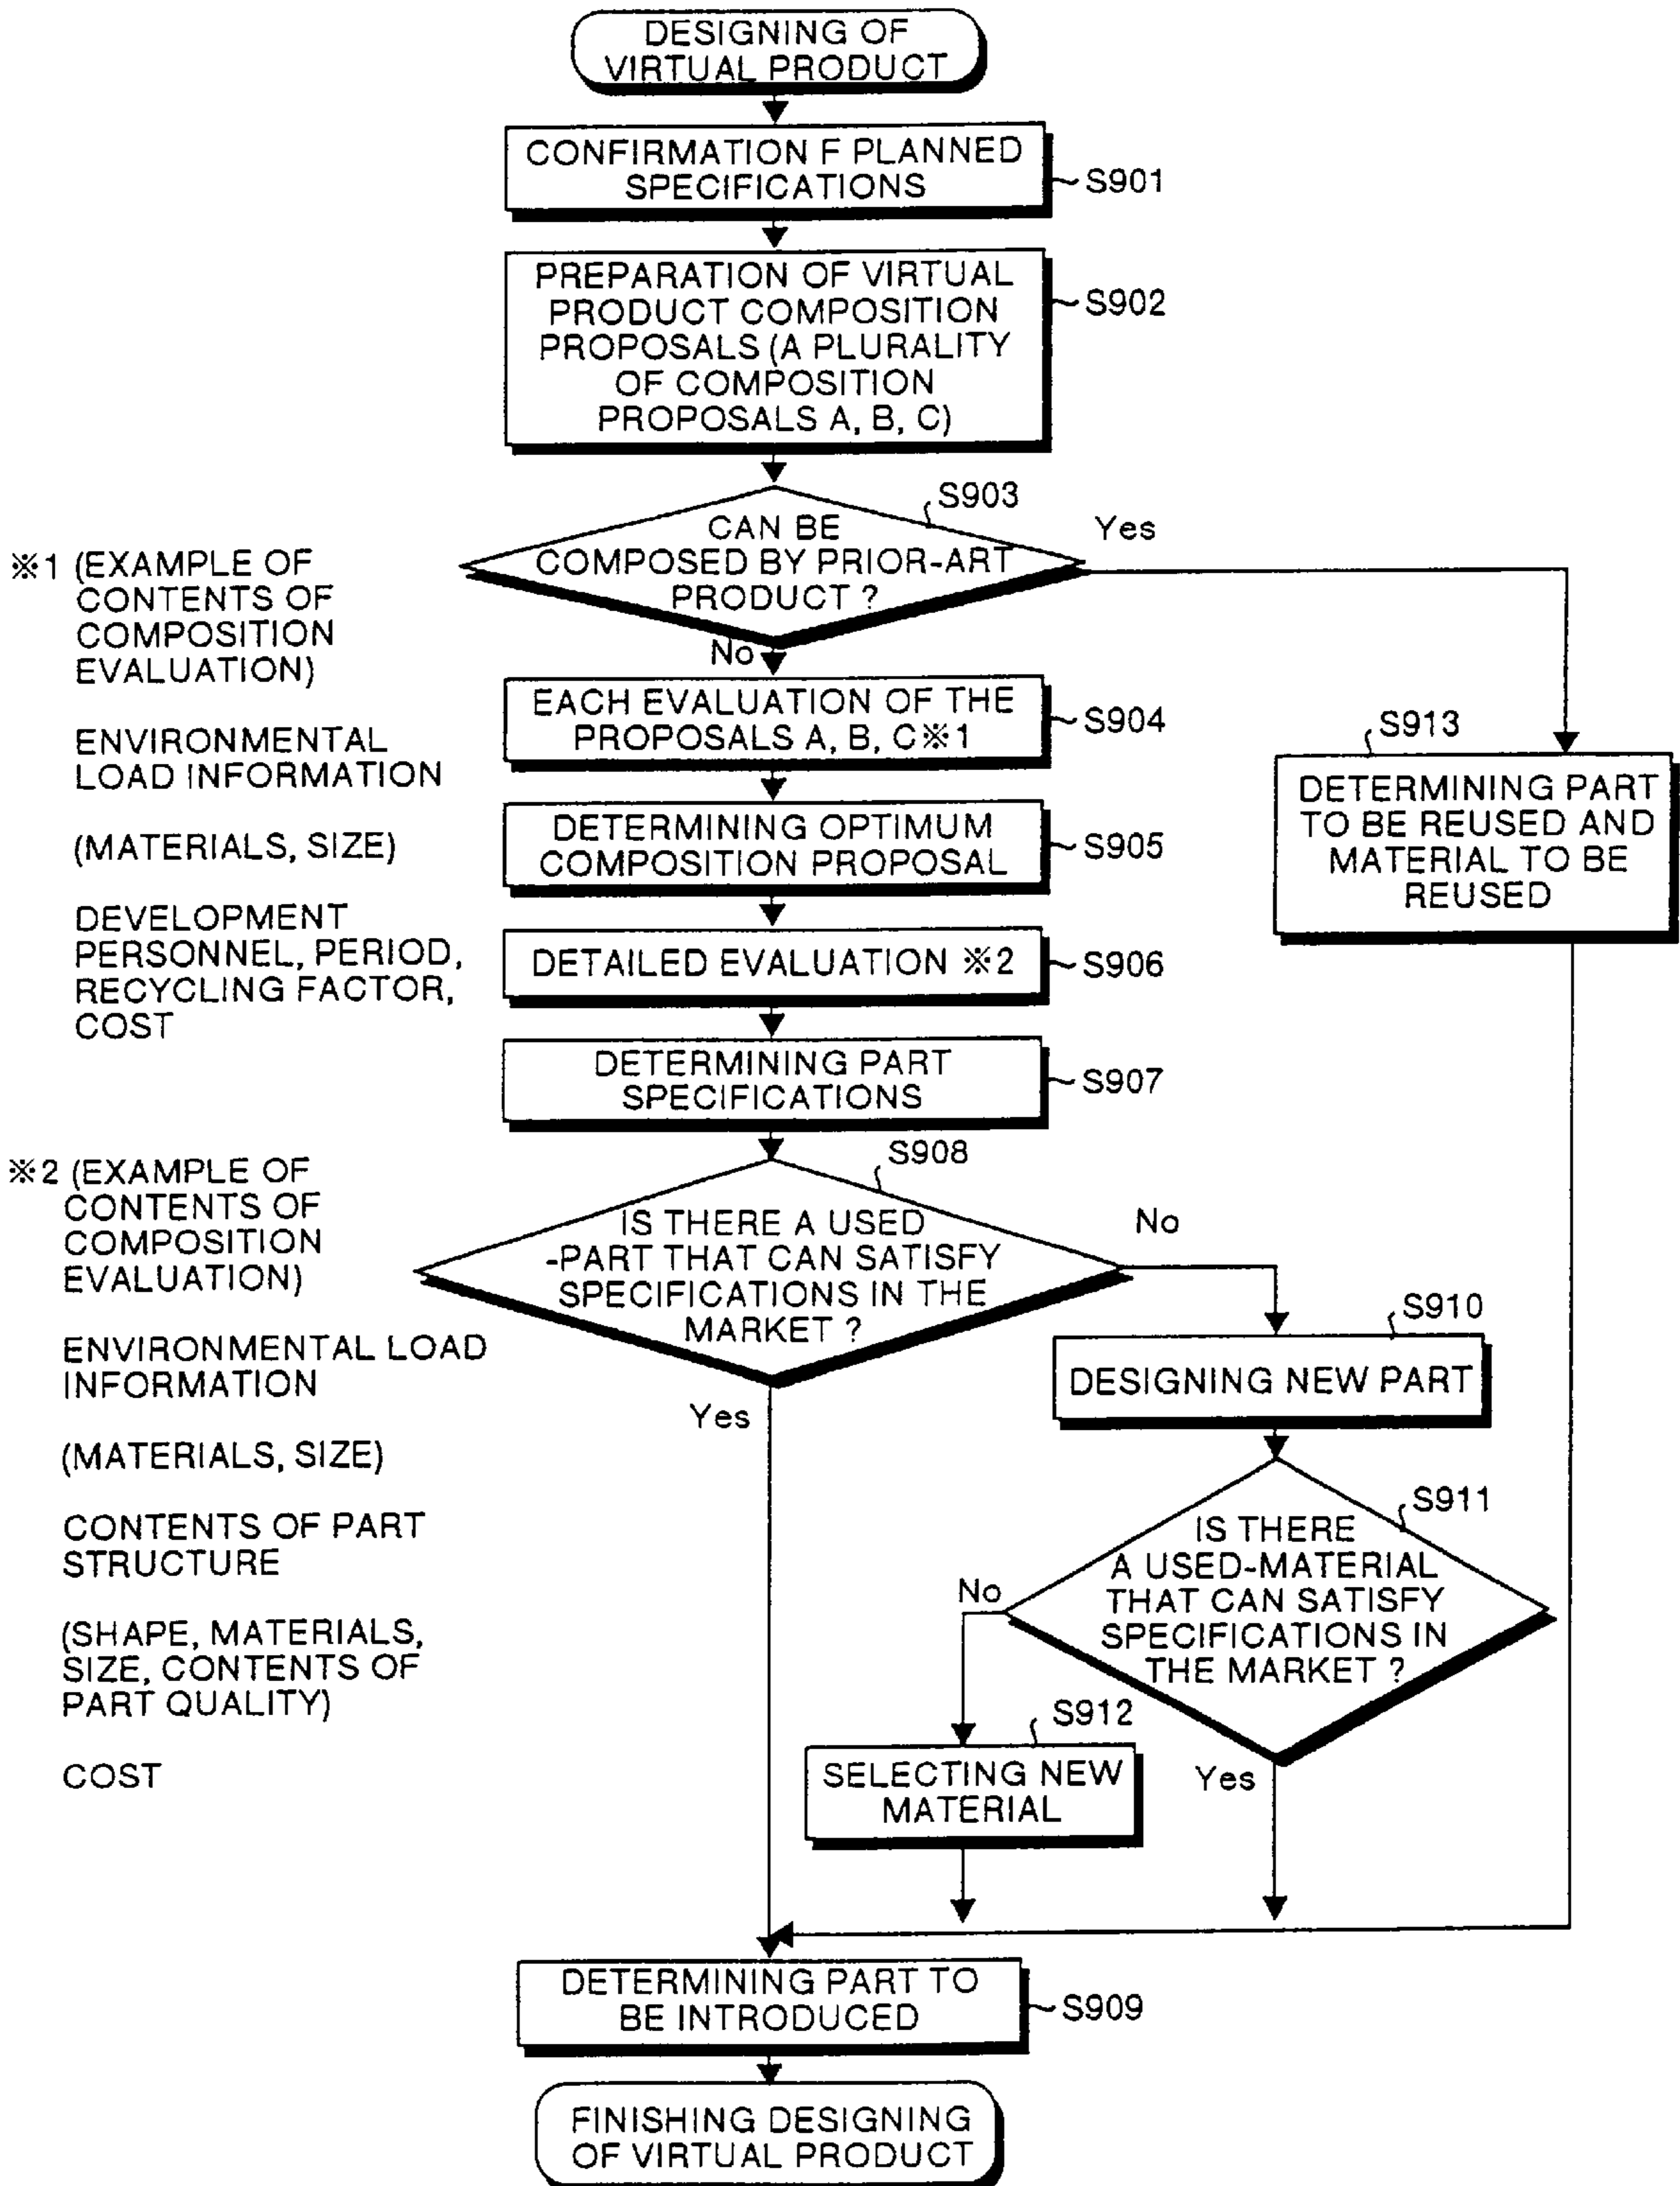 DESIGNING OF
VIRTUAL PRODUCT
CONFIRMATION F PLANNED
SPECIFICATIONS
S901
PREPARATION OF VIRTUAL
PRODUCT COMPOSITION
PROPOSALS (A PLURALITY
OF COMPOSITION
PROPOSALS A, B, C)
S902
S903
CAN BE
COMPOSED BY PRIOR-ART
PRODUCT ?
Yes
No
※1 (EXAMPLE OF
CONTENTS OF
COMPOSITION
EVALUATION)
ENVIRONMENTAL
LOAD INFORMATION
(MATERIALS, SIZE)
DEVELOPMENT
PERSONNEL, PERIOD,
RECYCLING FACTOR,
COST
EACH EVALUATION OF THE
PROPOSALS A, B, C※1
S904
S913
DETERMINING PART
TO BE REUSED AND
MATERIAL TO BE
REUSED
DETERMINING OPTIMUM
COMPOSITION PROPOSAL
S905
DETAILED EVALUATION ※2
S906
DETERMINING PART
SPECIFICATIONS
S907
※2 (EXAMPLE OF
CONTENTS OF
COMPOSITION
EVALUATION)
ENVIRONMENTAL LOAD
INFORMATION
(MATERIALS, SIZE)
CONTENTS OF PART
STRUCTURE
(SHAPE, MATERIALS,
SIZE, CONTENTS OF
PART QUALITY)
COST
S908
IS THERE A USED
-PART THAT CAN SATISFY
SPECIFICATIONS IN THE
MARKET ?
No
Yes
S910
DESIGNING NEW PART
S911
IS THERE
A USED-MATERIAL
THAT CAN SATISFY
SPECIFICATIONS IN
THE MARKET ?
No
Yes
S912
SELECTING NEW
MATERIAL
DETERMINING PART TO
BE INTRODUCED
S909
FINISHING DESIGNING
OF VIRTUAL PRODUCT